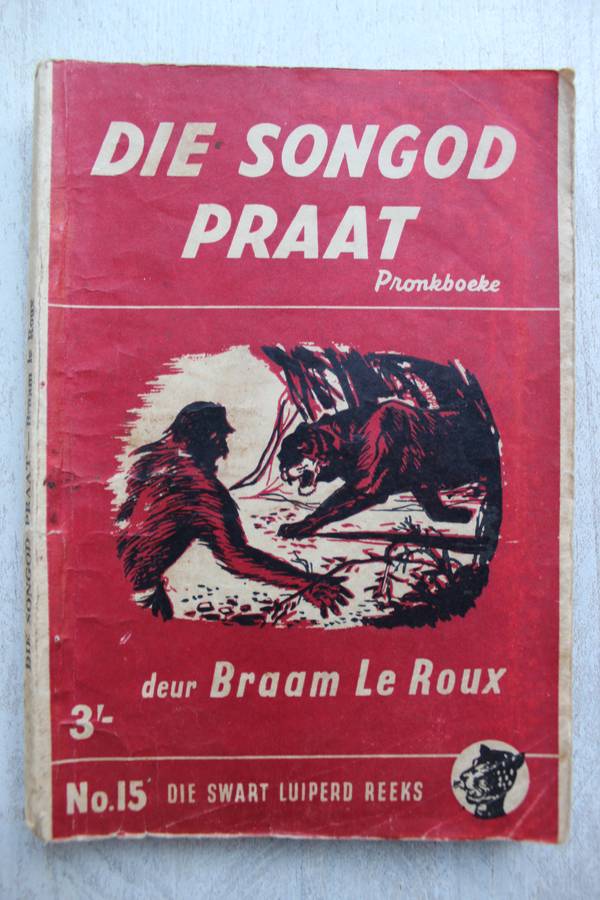 DIE SONGOD
PRAAT
Pronkboeke
deur Braam Le Roux
3'-
No.15 DIE SWART LUIPERD REEKS
DIE SONGOD PRAAT — Braam le Roux